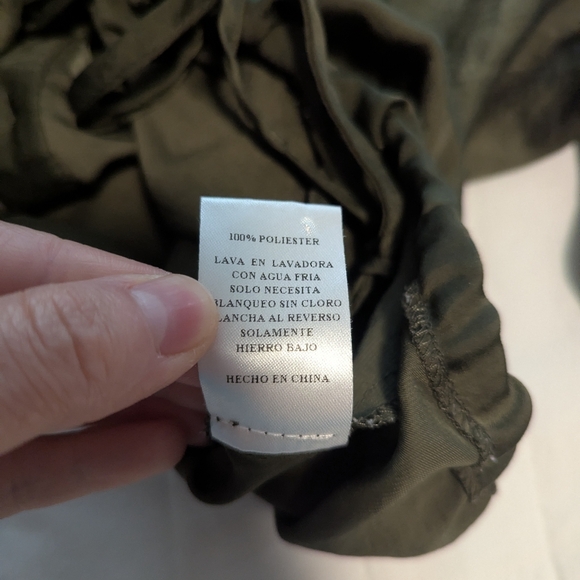 100% POLIESTER
LAVA EN LAVADORA
CON AGUA FRIA
SOLO NECESITA
BLANQUEO SIN CLORO
LANCHA AL REVERSO
SOLAMENTE
HIERRO BAJO
HECHO EN CHINA